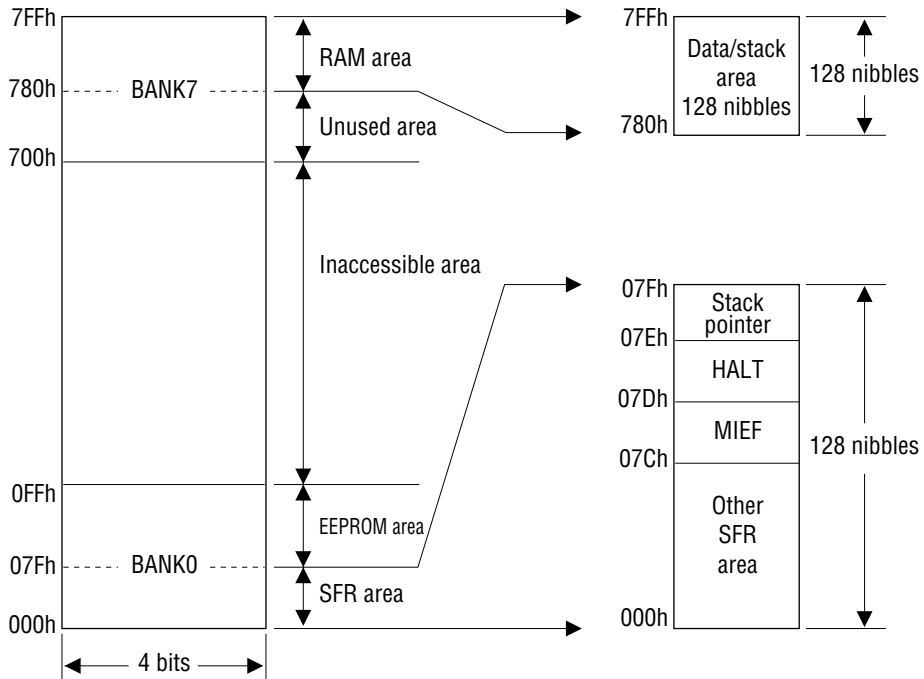 7FFh
780h
700h
0FFh
07Fh
000h
BANK7
BANK0
4 bits
RAM area
Unused area
Inaccessible area
EEPROM area
SFR area
7FFh
780h
Data/stack
area
128 nibbles
128 nibbles
07Fh
07Eh
07Dh
07Ch
000h
Stack
pointer
HALT
MIEF
Other
SFR
area
128 nibbles